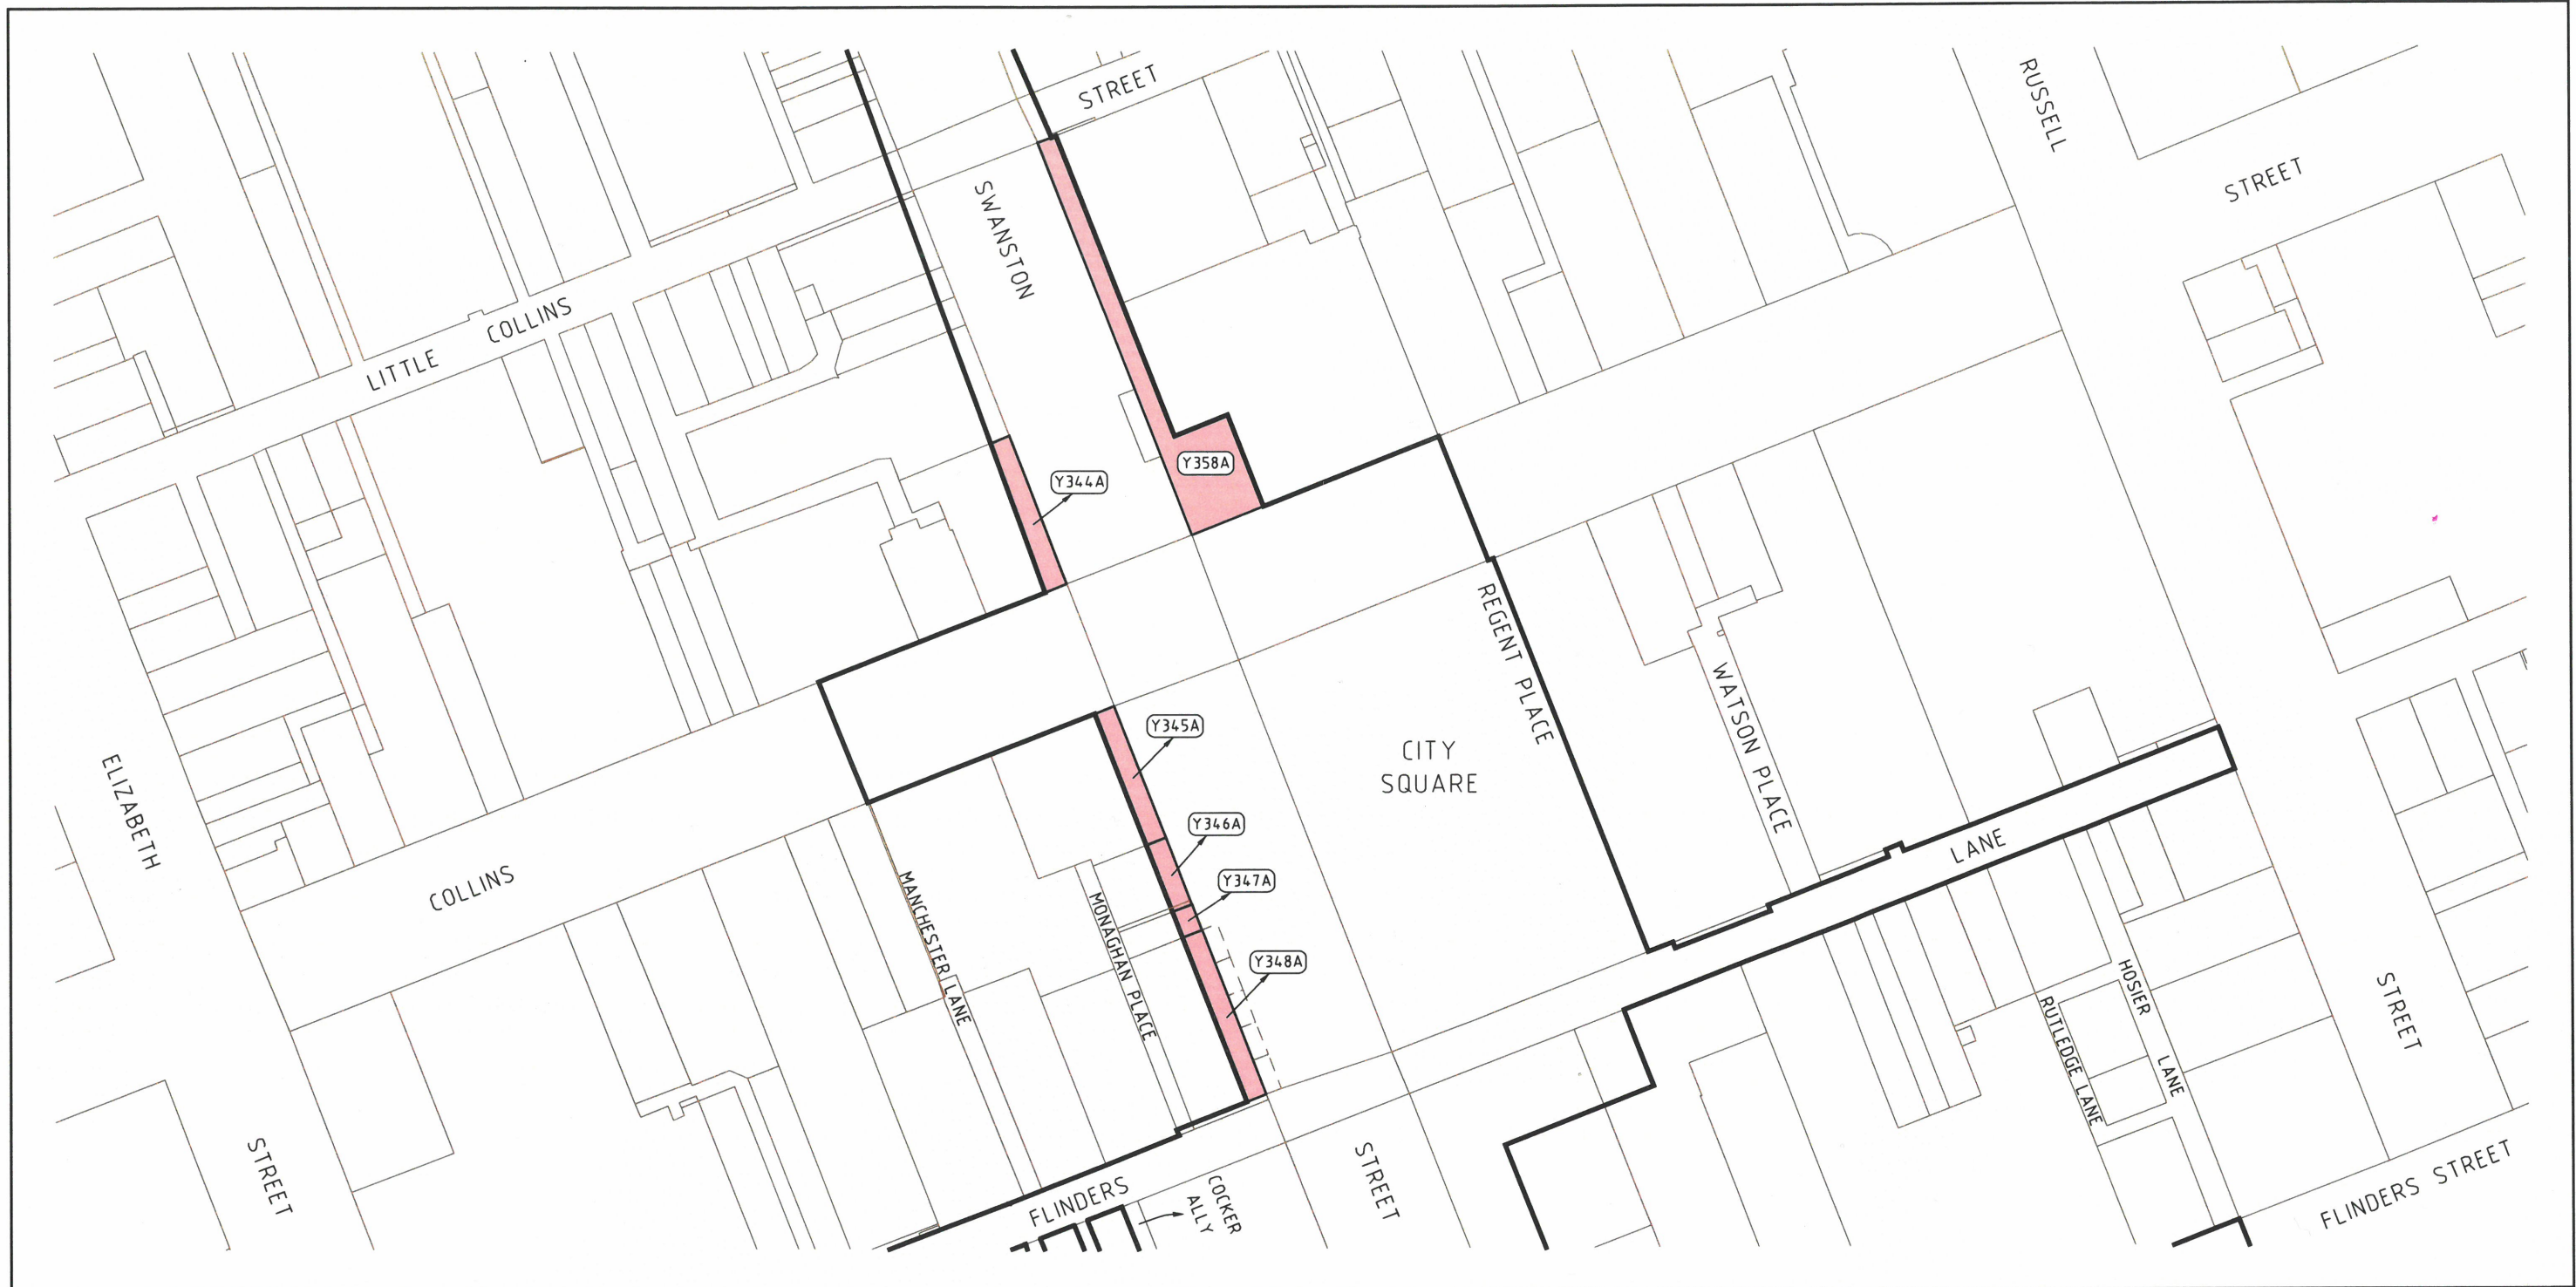 STREET
RUSSELL
STREET
SWANSTON
LITTLE COLLINS
Y358A
Y344A
REGENT PLACE
WATSON PLACE
Y345A
CITY
SQUARE
ELIZABETH
Y346A
LANE
COLLINS
Y347A
MANCHESTER LANE
MONAGHAN PLACE
Y348A
HOSIER
LANE
RUTLEDGE LANE
STREET
STREET
STREET
FLINDERS
COCKER
ALLY
FLINDERS STREET